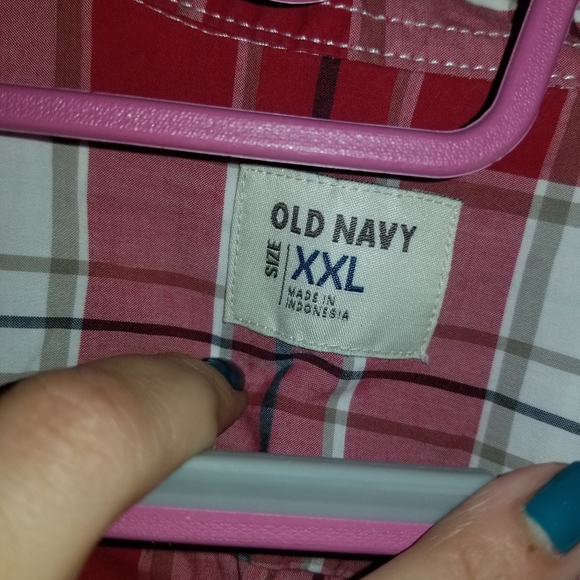 OLD NAVY
SIZE
XXL
MADE IN
INDONESIA